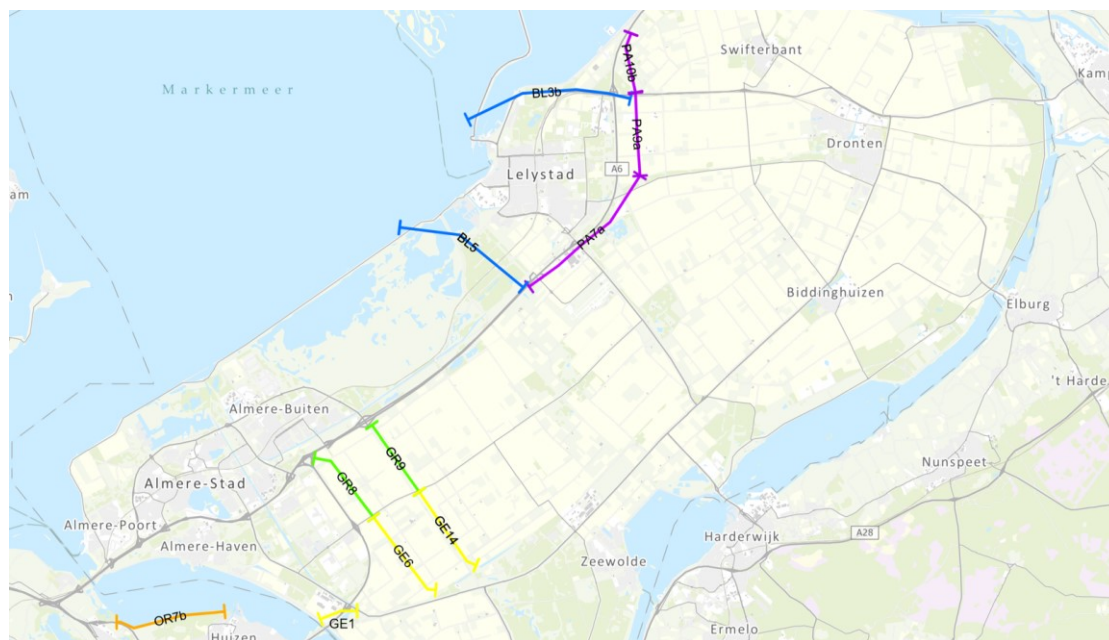 Swifterbant
Kamp
PA10b
Markermeer
BL3b
PA9a
Dronten
Lelystad
A6
am
BL5
PA7a
Biddinghuizen
Elburg
't Harde
Almere-Buiten
GR9
Nunspeet
GR8
Almere-Stad
Almere-Poort
GE14
A28
Harderwijk
Almere-Haven
GE6
Zeewolde
OR7b
GE1
Huizen
Ermelo